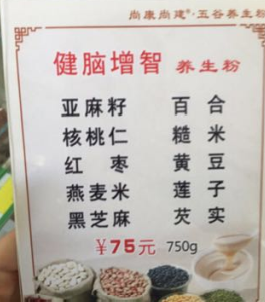 尚康尚建®·五谷养生粉
健脑增智 养生粉
亚麻籽 百合
核桃仁 糙米
红枣 黄豆
燕麦米 莲子
黑芝麻 芡实
¥75元 750g